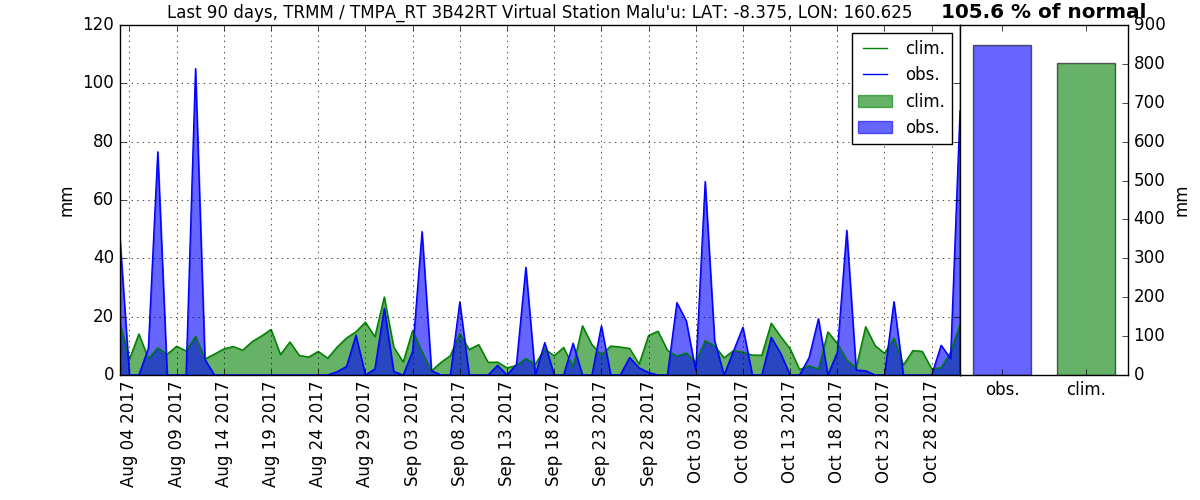 Last 90 days, TRMM / TMPA_RT 3B42RT Virtual Station Malu'u: LAT: -8.375, LON: 160.625
105.6 % of normal
120
100
80
60
40
20
0
mm
clim.
obs.
clim.
obs.
900
800
700
600
500
400
300
200
100
0
mm
obs.
clim.
Aug 04 2017
Aug 09 2017
Aug 14 2017
Aug 19 2017
Aug 24 2017
Aug 29 2017
Sep 03 2017
Sep 08 2017
Sep 13 2017
Sep 18 2017
Sep 23 2017
Sep 28 2017
Oct 03 2017
Oct 08 2017
Oct 13 2017
Oct 18 2017
Oct 23 2017
Oct 28 2017